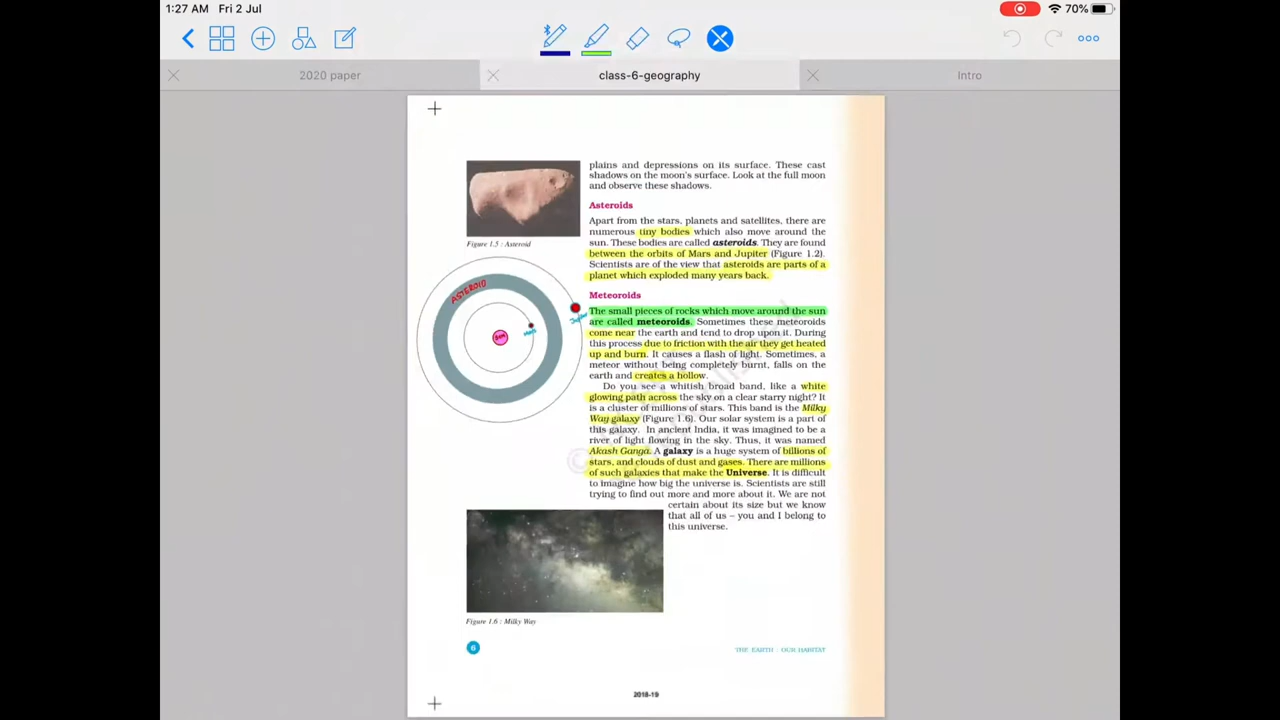 1:27 AM Fri 2 Jul
70%
2020 paper
class-6-geography
Intro
plains and depressions on its surface. These cast
shadows on the moon's surface. Look at the full moon
and observe these shadows.
Figure 1.5 : Asteroid
Asteroids
Apart from the stars, planets and satellites, there are
numerous tiny bodies which also move around the
sun. These bodies are called asteroids. They are found
between the orbits of Mars and Jupiter (Figure 1.2).
Scientists are of the view that asteroids are parts of a
planet which exploded many years back.
ASTEROID
Sun
Mars
Jupiter
Meteoroids
The small pieces of rocks which move around the sun
are called meteoroids. Sometimes these meteoroids
come near the earth and tend to drop upon it. During
this process due to friction with the air they get heated
up and burn. It causes a flash of light. Sometimes, a
meteor without being completely burnt, falls on the
earth and creates a hollow.
Do you see a whitish broad band, like a white
glowing path across the sky on a clear starry night? It
is a cluster of millions of stars. This band is the Milky
Way galaxy (Figure 1.6). Our solar system is a part of
this galaxy. In ancient India, it was imagined to be a
river of light flowing in the sky. Thus, it was named
Akash Ganga. A galaxy is a huge system of billions of
stars, and clouds of dust and gases. There are millions
of such galaxies that make the Universe. It is difficult
to imagine how big the universe is. Scientists are still
trying to find out more and more about it. We are not
certain about its size but we know
that all of us – you and I belong to
this universe.
Figure 1.6 : Milky Way
6
THE EARTH : OUR HABITAT
2018-19